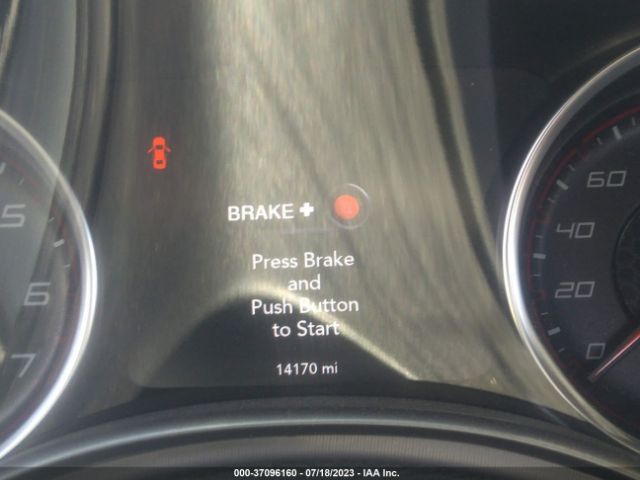 BRAKE +
Press Brake
and
Push Button
to Start
14170 mi
5
6
7
60
40
20
0
000-37096160 - 07/18/2023 - IAA Inc.